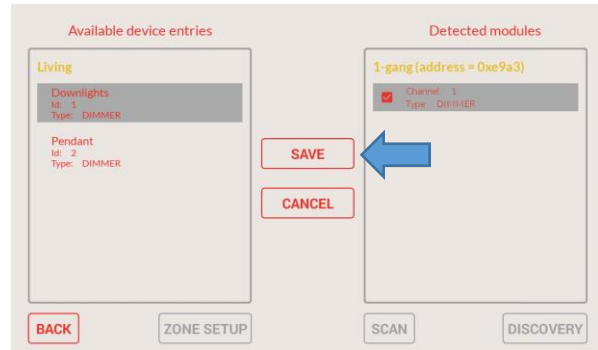 Available device entries
Detected modules
Living
Downlights
Id: 1
Type: DIMMER
Pendant
Id: 2
Type: DIMMER
1-gang (address = 0xe9a3)
Channel 1
Type DIMMER
SAVE
CANCEL
BACK
ZONE SETUP
SCAN
DISCOVERY